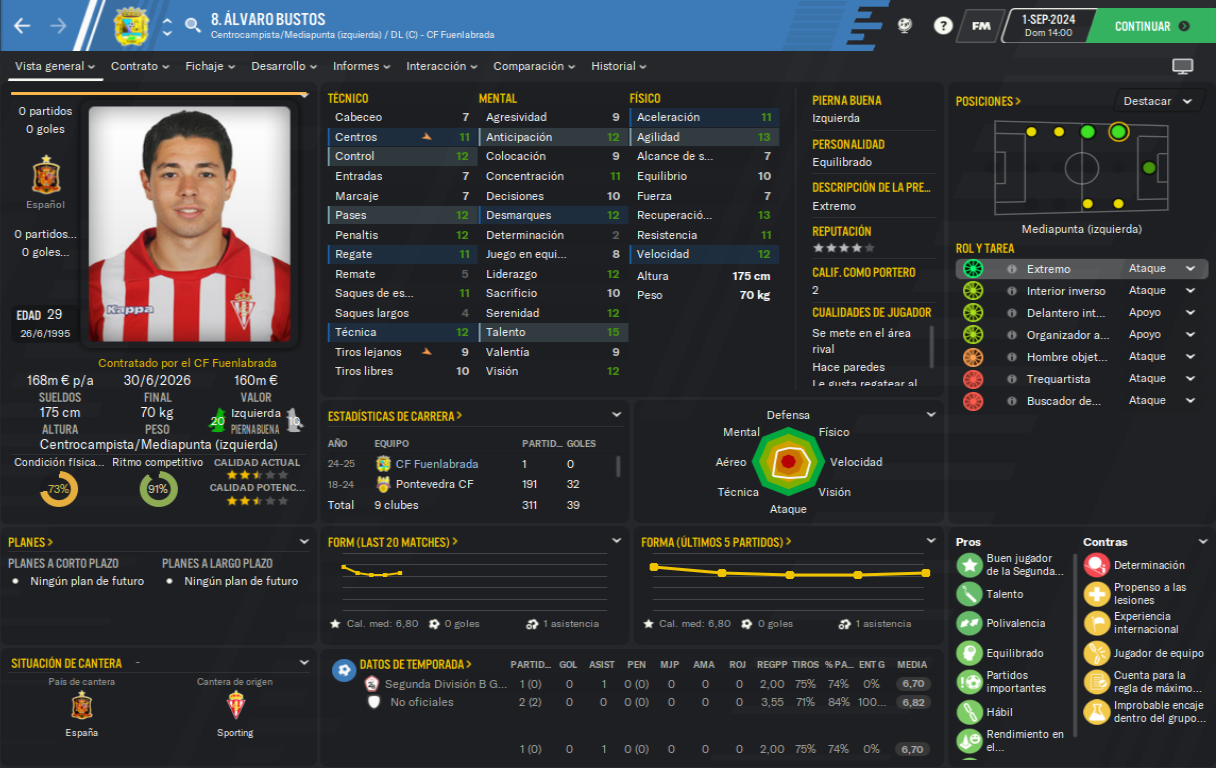 8. ÁLVARO BUSTOS
Centrocampista/Mediapunta (izquierda) / DL (C) - CF Fuenlabrada
?
FM
1-SEP-2024
Dom 14:00
CONTINUAR
Vista general
Contrato
Fichaje
Desarrollo
Informes
Interacción
Comparación
Historial
0 partidos
0 goles
Español
0 partidos...
0 goles...
EDAD 29
26/6/1995
Kappa
Contratado por el CF Fuenlabrada
168m € p/a
30/6/2026
160m €
SUELDOS
FINAL
VALOR
175 cm
70 kg
20
Izquierda
10
ALTURA
PESO
PIERNA BUENA
Centrocampista/Mediapunta (izquierda)
Condición física...
Ritmo competitivo
CALIDAD ACTUAL
73%
91%
CALIDAD POTENC...
TÉCNICO
Cabeceo 7
Centros 11
Control 12
Entradas 7
Marcaje 7
Pases 12
Penaltis 12
Regate 11
Remate 5
Saques de es... 11
Saques largos 4
Técnica 12
Tiros lejanos 9
Tiros libres 10
MENTAL
Agresividad 9
Anticipación 12
Colocación 9
Concentración 11
Decisiones 10
Desmarques 12
Determinación 2
Juego en equi... 8
Liderazgo 12
Sacrificio 10
Serenidad 12
Talento 15
Valentía 9
Visión 12
FÍSICO
Aceleración 11
Agilidad 13
Alcance de s... 7
Equilibrio 10
Fuerza 7
Recuperació... 13
Resistencia 11
Velocidad 12
Altura 175 cm
Peso 70 kg
PIERNA BUENA
Izquierda
PERSONALIDAD
Equilibrado
DESCRIPCIÓN DE LA PRE...
Extremo
REPUTACIÓN
CALIF. COMO PORTERO
2
CUALIDADES DE JUGADOR
Se mete en el área
rival
Hace paredes
Le gusta regatear al
POSICIONES >
Destacar
Mediapunta (izquierda)
ROL Y TAREA
Extremo Ataque
Interior inverso Ataque
Delantero int... Apoyo
Organizador a... Apoyo
Hombre objet... Ataque
Trequartista Ataque
Buscador de... Ataque
ESTADÍSTICAS DE CARRERA >
AÑO EQUIPO PARTID... GOLES
24-25 CF Fuenlabrada 1 0
18-24 Pontevedra CF 191 32
Total 9 clubes 311 39
Defensa
Mental
Físico
Aéreo
Velocidad
Técnica
Visión
Ataque
PLANES >
PLANES A CORTO PLAZO
PLANES A LARGO PLAZO
Ningún plan de futuro
Ningún plan de futuro
FORM (LAST 20 MATCHES) >
Cal. med: 6,80
0 goles
1 asistencia
FORMA (ÚLTIMOS 5 PARTIDOS) >
Cal. med: 6,80
0 goles
1 asistencia
Pros
Buen jugador
de la Segunda...
Talento
Polivalencia
Equilibrado
Partidos
importantes
Hábil
Rendimiento en
el...
Contras
Determinación
Propenso a las
lesiones
Experiencia
internacional
Jugador de equipo
Cuenta para la
regla de máximo...
Improbable encaje
dentro del grupo...
SITUACIÓN DE CANTERA -
País de cantera
Cantera de origen
España
Sporting
DATOS DE TEMPORADA >
PARTID... GOL ASIST PEN MJP AMA ROJ REGPP TIROS % PA... ENT G MEDIA
Segunda División B G... 1 (0) 0 1 0 (0) 0 0 0 2,00 75% 74% 0% 6,70
No oficiales 2 (2) 0 0 0 (0) 0 0 0 3,55 71% 84% 100... 6,82
1 (0) 0 1 0 (0) 0 0 0 2,00 75% 74% 0% 6,70